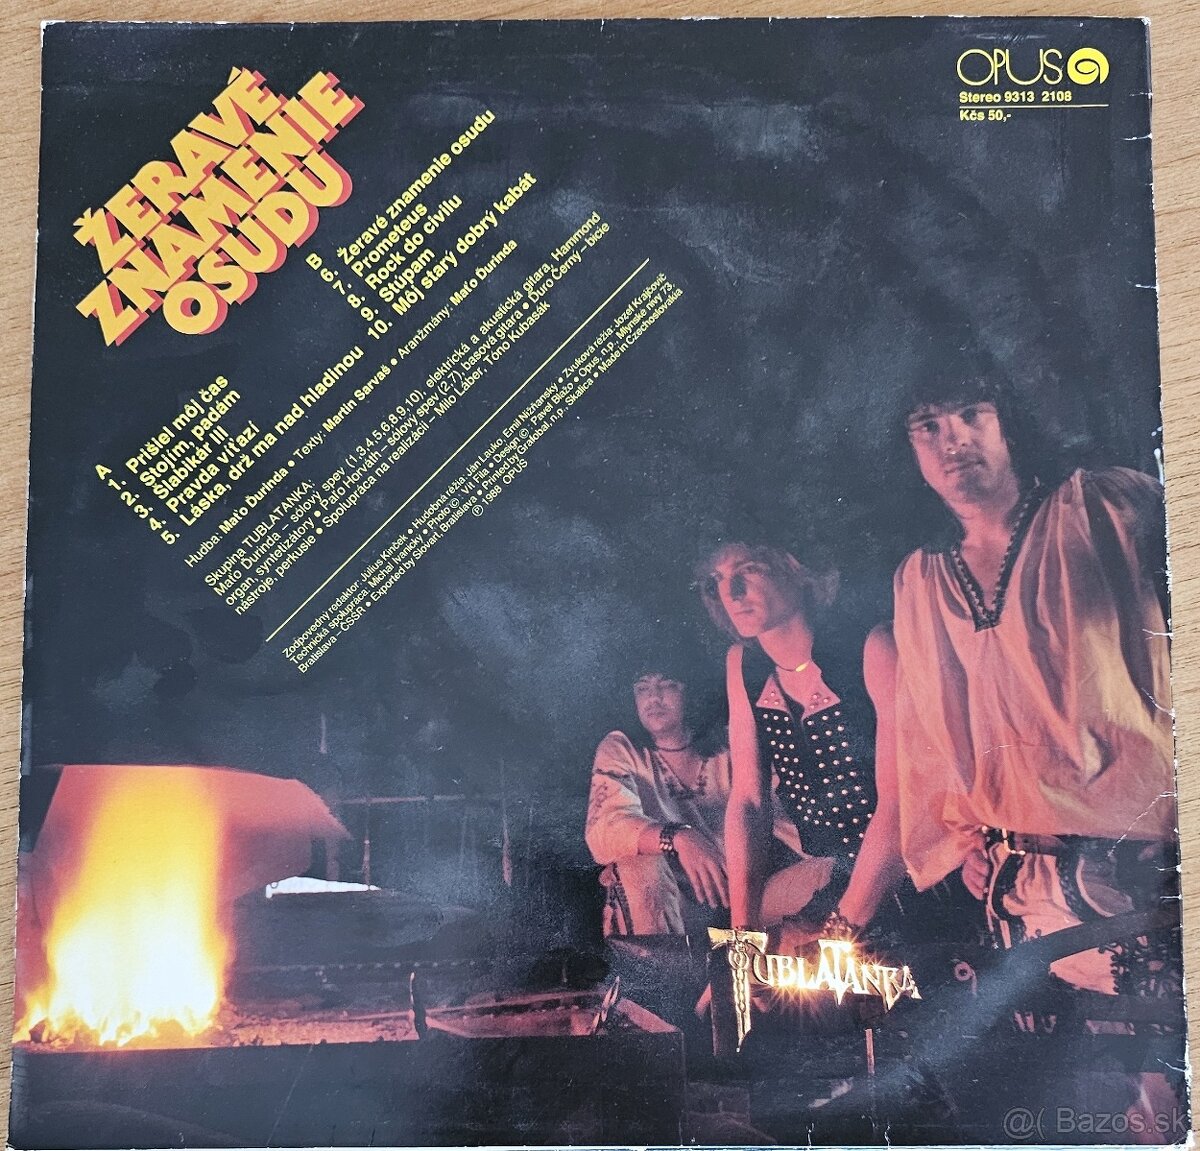 OPUS
Stereo 9313 2108
Kčs 50,-
ŽERAVÉ
ZNAMENIE
OSUDU
A
1. Prišiel môj čas
2. Stojím, padám
3. Šlabikár III
4. Pravda víťazí
5. Láska, drž ma nad hladinou
B
6. Žeravé znamenie osudu
7. Prometeus
8. Rock do civilu
9. Stúpam
10. Môj starý dobrý kabát
Hudba: Maťo Ďurinda • Texty: Martin Sarvaš • Aranžmány: Maťo Ďurinda
Skupina TUBLATANKA:
Maťo Ďurinda – sólový spev (1,3,4,5,6,8,9,10), elektrická a akustická gitara, Hammond
organ, syntetizátory • Paľo Horváth – sólový spev (2,7), basová gitara • Ďuro Černý – bicie
nástroje, perkusie • Spolupráca na realizácii – Milo Láber, Tóno Kubasák
Zodpovedný redaktor: Július Kinček • Hudobná réžia: Ján Lauko, Emil Nižňanský • Zvuková réžia: Jozef Krajčovič
Technická spolupráca: Michal Ivanický • Photo © Vít Fila • Design © Pavel Blažo • Opus, n.p., Mlynské nivy 73,
Bratislava – ČSSR • Exported by Slovart, Bratislava • Printed by Grafobal, n.p., Skalica • Made in Czechoslovakia
℗ 1988 OPUS
TUBLATANKA
@( Bazos.sk